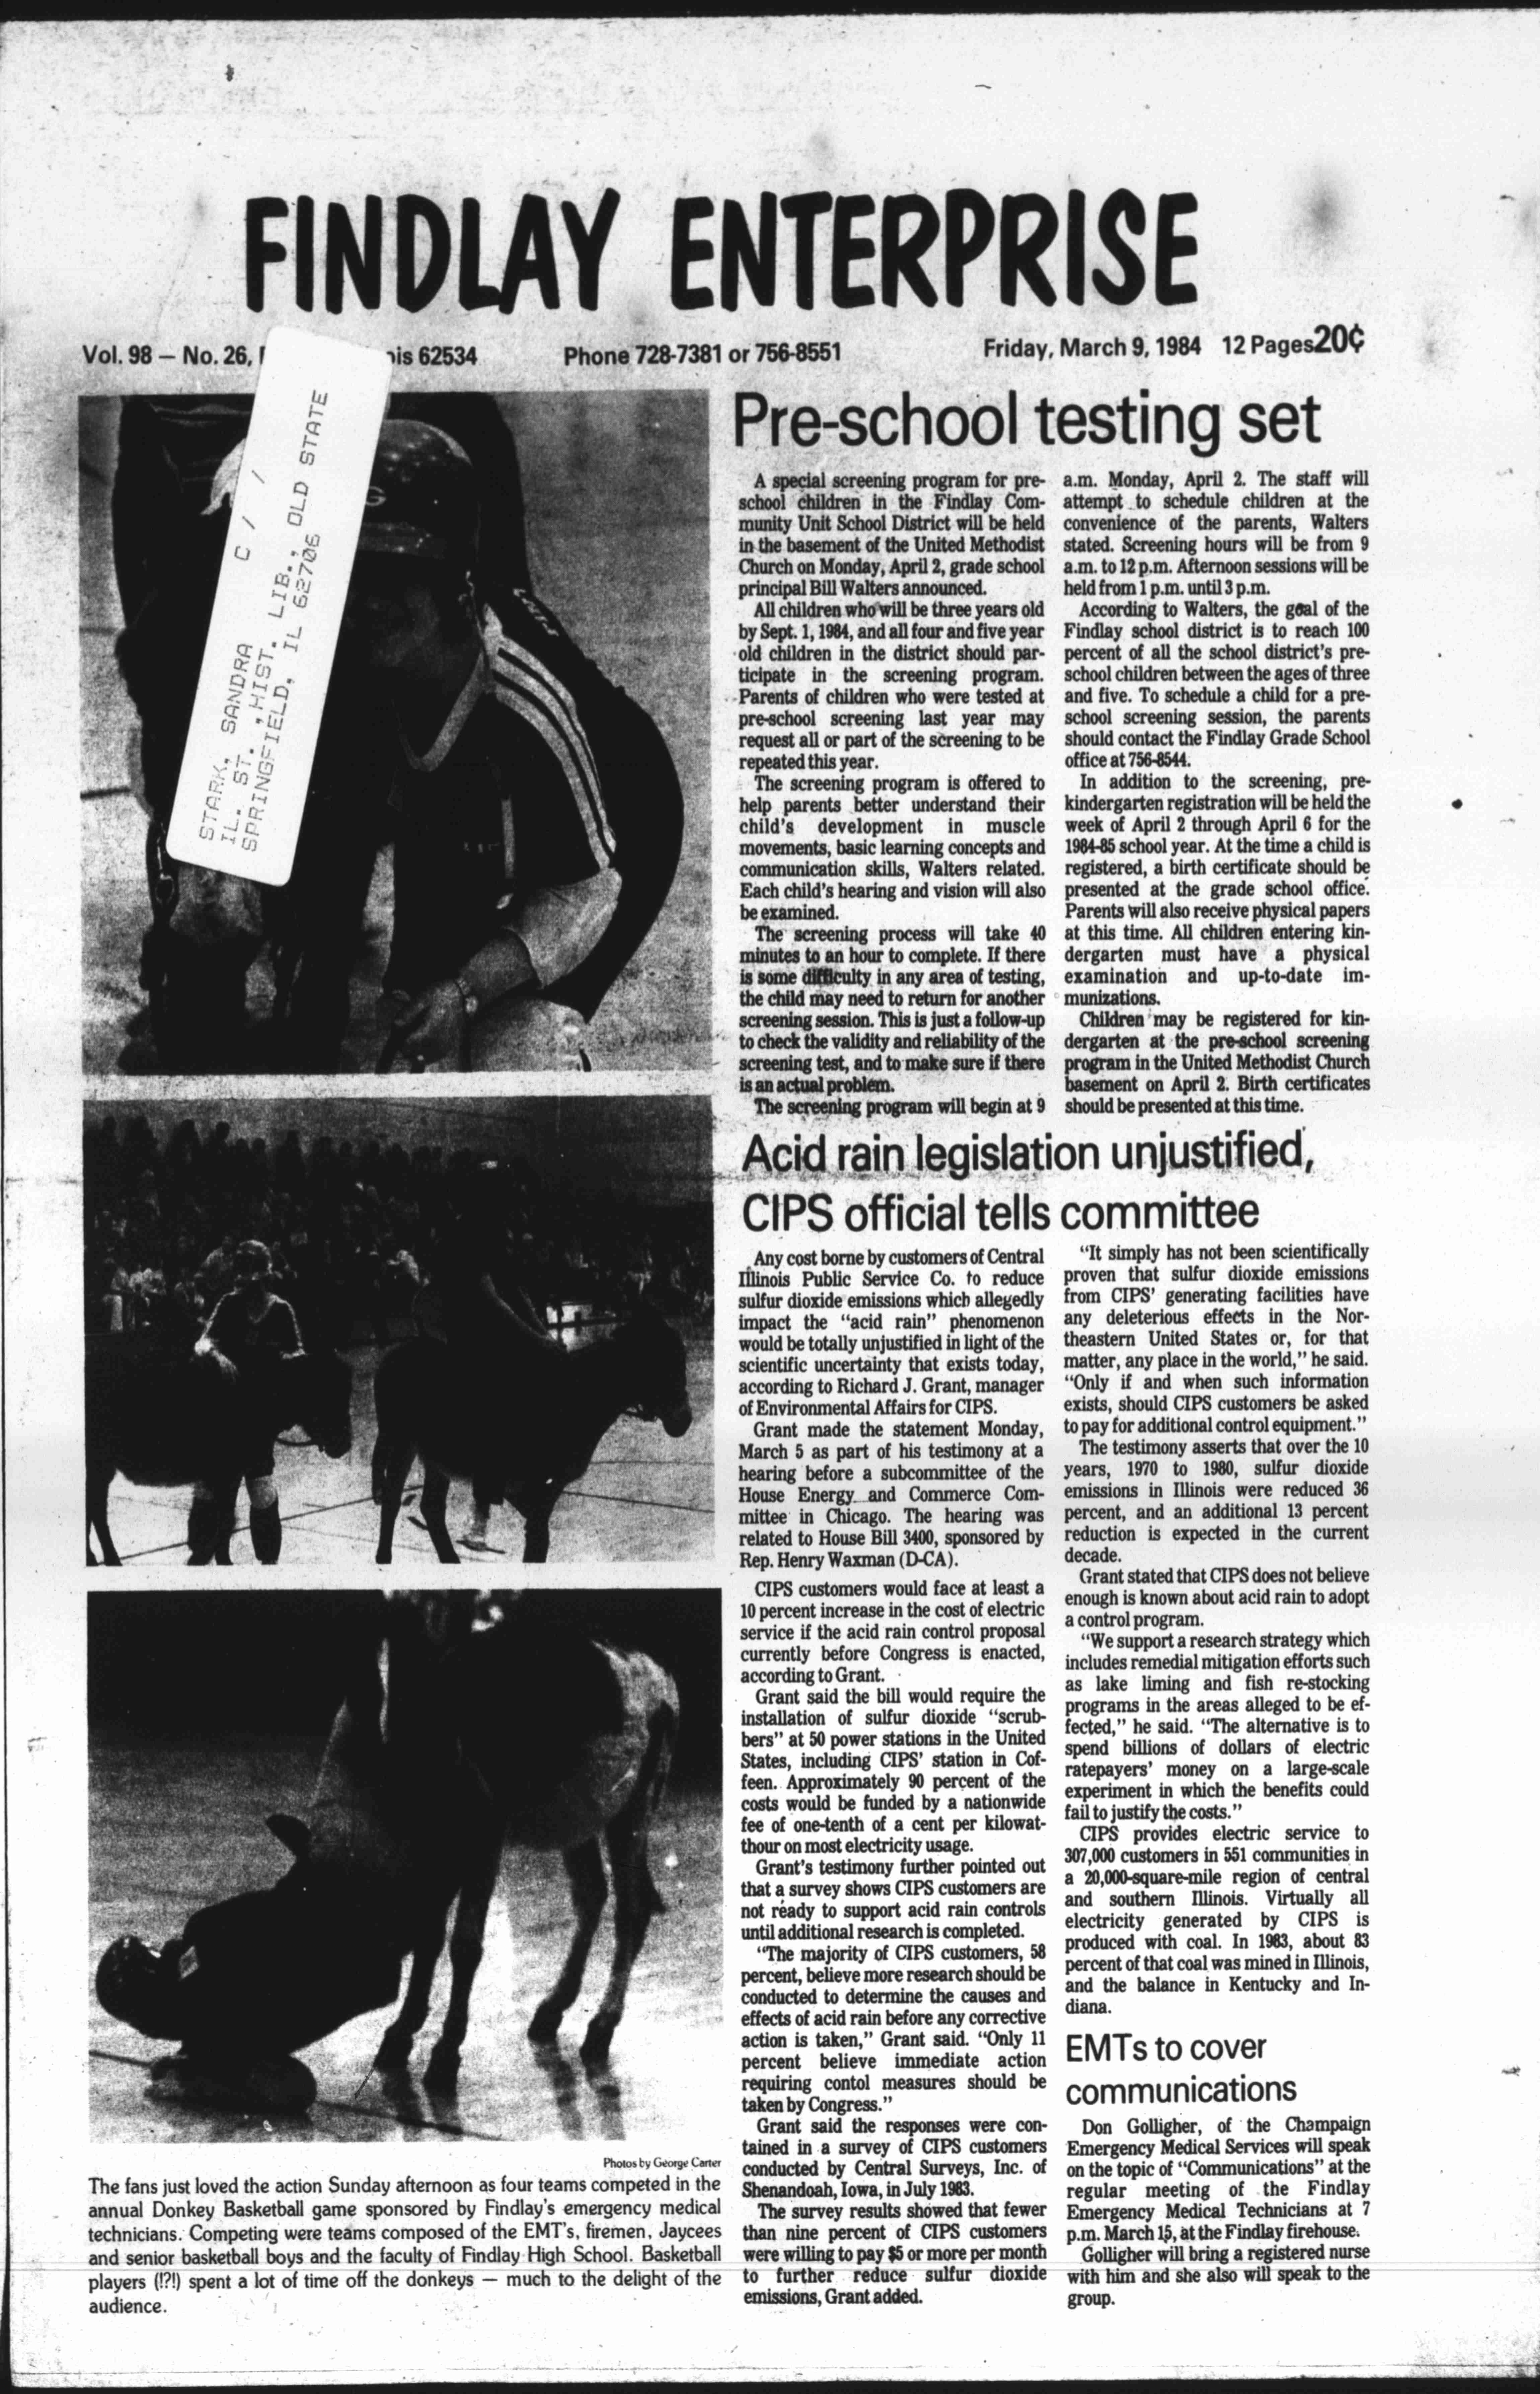 FINDLAY ENTERPRISE
Vol. 98 — No. 26,
is 62534
Phone 728-7381 or 756-8551
Friday, March 9, 1984 12 Pages 20¢
STARK, SANDRA C / /
IL. ST. ,HIST. LIB., OLD STATE
SPRINGFIELD, IL 62706
G
Photos by George Carter
The fans just loved the action Sunday afternoon as four teams competed in the
annual Donkey Basketball game sponsored by Findlay's emergency medical
technicians. Competing were teams composed of the EMT's, firemen, Jaycees
and senior basketball boys and the faculty of Findlay High School. Basketball
players (!?!) spent a lot of time off the donkeys — much to the delight of the
audience.
Pre-school testing set
A special screening program for pre-
school children in the Findlay Com-
munity Unit School District will be held
in the basement of the United Methodist
Church on Monday, April 2, grade school
principal Bill Walters announced.
All children who will be three years old
by Sept. 1, 1984, and all four and five year
old children in the district should par-
ticipate in the screening program.
Parents of children who were tested at
pre-school screening last year may
request all or part of the screening to be
repeated this year.
The screening program is offered to
help parents better understand their
child's development in muscle
movements, basic learning concepts and
communication skills, Walters related.
Each child's hearing and vision will also
be examined.
The screening process will take 40
minutes to an hour to complete. If there
is some difficulty in any area of testing,
the child may need to return for another
screening session. This is just a follow-up
to check the validity and reliability of the
screening test, and to make sure if there
is an actual problem.
The screening program will begin at 9
a.m. Monday, April 2. The staff will
attempt to schedule children at the
convenience of the parents, Walters
stated. Screening hours will be from 9
a.m. to 12 p.m. Afternoon sessions will be
held from 1 p.m. until 3 p.m.
According to Walters, the goal of the
Findlay school district is to reach 100
percent of all the school district's pre-
school children between the ages of three
and five. To schedule a child for a pre-
school screening session, the parents
should contact the Findlay Grade School
office at 756-8544.
In addition to the screening, pre-
kindergarten registration will be held the
week of April 2 through April 6 for the
1984-85 school year. At the time a child is
registered, a birth certificate should be
presented at the grade school office.
Parents will also receive physical papers
at this time. All children entering kin-
dergarten must have a physical
examination and up-to-date im-
munizations.
Children may be registered for kin-
dergarten at the pre-school screening
program in the United Methodist Church
basement on April 2. Birth certificates
should be presented at this time.
Acid rain legislation unjustified,
CIPS official tells committee
Any cost borne by customers of Central
Illinois Public Service Co. to reduce
sulfur dioxide emissions which allegedly
impact the "acid rain" phenomenon
would be totally unjustified in light of the
scientific uncertainty that exists today,
according to Richard J. Grant, manager
of Environmental Affairs for CIPS.
Grant made the statement Monday,
March 5 as part of his testimony at a
hearing before a subcommittee of the
House Energy and Commerce Com-
mittee in Chicago. The hearing was
related to House Bill 3400, sponsored by
Rep. Henry Waxman (D-CA).
CIPS customers would face at least a
10 percent increase in the cost of electric
service if the acid rain control proposal
currently before Congress is enacted,
according to Grant.
Grant said the bill would require the
installation of sulfur dioxide "scrub-
bers" at 50 power stations in the United
States, including CIPS' station in Cof-
feen. Approximately 90 percent of the
costs would be funded by a nationwide
fee of one-tenth of a cent per kilowat-
thour on most electricity usage.
Grant's testimony further pointed out
that a survey shows CIPS customers are
not ready to support acid rain controls
until additional research is completed.
"The majority of CIPS customers, 58
percent, believe more research should be
conducted to determine the causes and
effects of acid rain before any corrective
action is taken," Grant said. "Only 11
percent believe immediate action
requiring contol measures should be
taken by Congress."
Grant said the responses were con-
tained in a survey of CIPS customers
conducted by Central Surveys, Inc. of
Shenandoah, Iowa, in July 1983.
The survey results showed that fewer
than nine percent of CIPS customers
were willing to pay $5 or more per month
to further reduce sulfur dioxide
emissions, Grant added.
"It simply has not been scientifically
proven that sulfur dioxide emissions
from CIPS' generating facilities have
any deleterious effects in the Nor-
theastern United States or, for that
matter, any place in the world," he said.
"Only if and when such information
exists, should CIPS customers be asked
to pay for additional control equipment."
The testimony asserts that over the 10
years, 1970 to 1980, sulfur dioxide
emissions in Illinois were reduced 36
percent, and an additional 13 percent
reduction is expected in the current
decade.
Grant stated that CIPS does not believe
enough is known about acid rain to adopt
a control program.
"We support a research strategy which
includes remedial mitigation efforts such
as lake liming and fish re-stocking
programs in the areas alleged to be ef-
fected," he said. "The alternative is to
spend billions of dollars of electric
ratepayers' money on a large-scale
experiment in which the benefits could
fail to justify the costs."
CIPS provides electric service to
307,000 customers in 551 communities in
a 20,000-square-mile region of central
and southern Illinois. Virtually all
electricity generated by CIPS is
produced with coal. In 1983, about 83
percent of that coal was mined in Illinois,
and the balance in Kentucky and In-
diana.
EMTs to cover
communications
Don Golligher, of the Champaign
Emergency Medical Services will speak
on the topic of "Communications" at the
regular meeting of the Findlay
Emergency Medical Technicians at 7
p.m. March 15, at the Findlay firehouse.
Golligher will bring a registered nurse
with him and she also will speak to the
group.